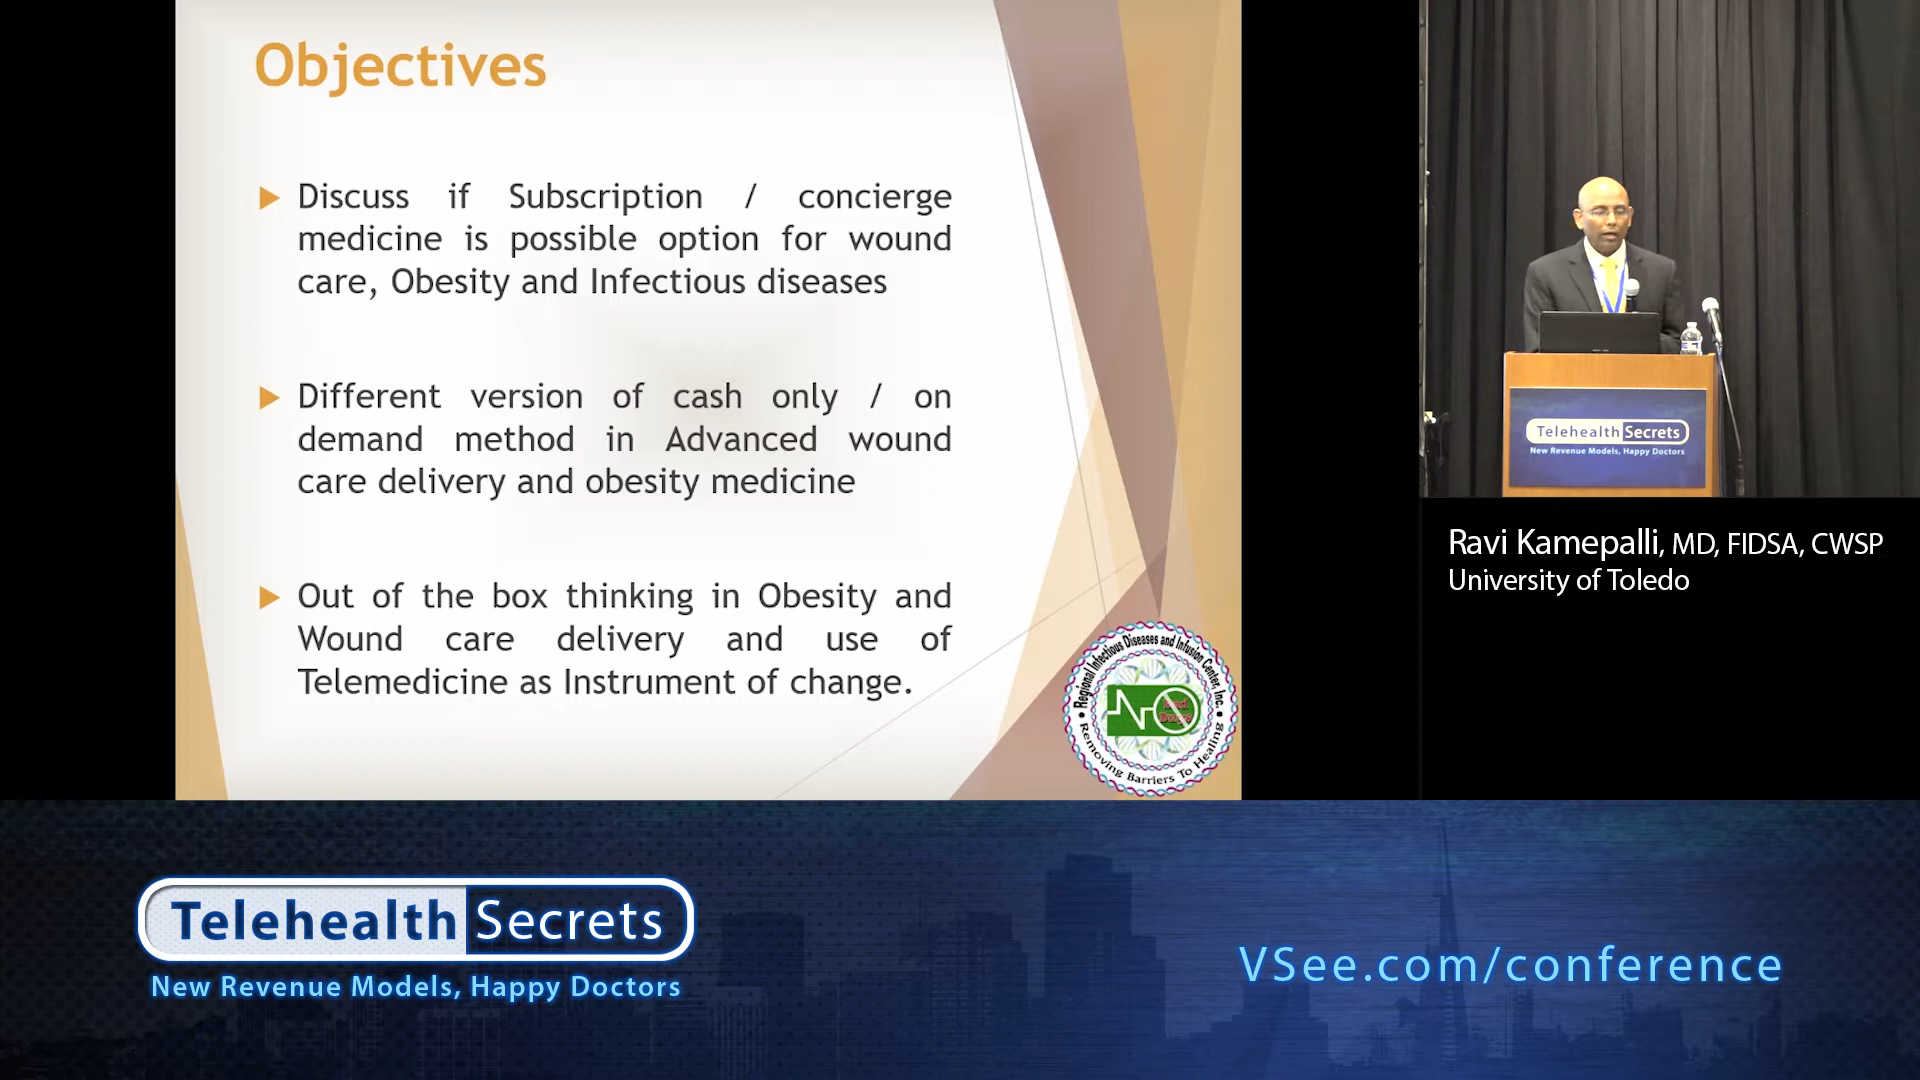 Objectives
Discuss if Subscription / concierge
medicine is possible option for wound
care, Obesity and Infectious diseases
Different version of cash only / on
demand method in Advanced wound
care delivery and obesity medicine
Out of the box thinking in Obesity and
Wound care delivery and use of
Telemedicine as Instrument of change.
Regional Infectious Diseases and Infusion Center, Inc.
Removing Barriers To Healing
Telehealth Secrets
New Revenue Models, Happy Doctors
Ravi Kamepalli, MD, FIDSA, CWSP
University of Toledo
Telehealth Secrets
New Revenue Models, Happy Doctors
VSee.com/conference